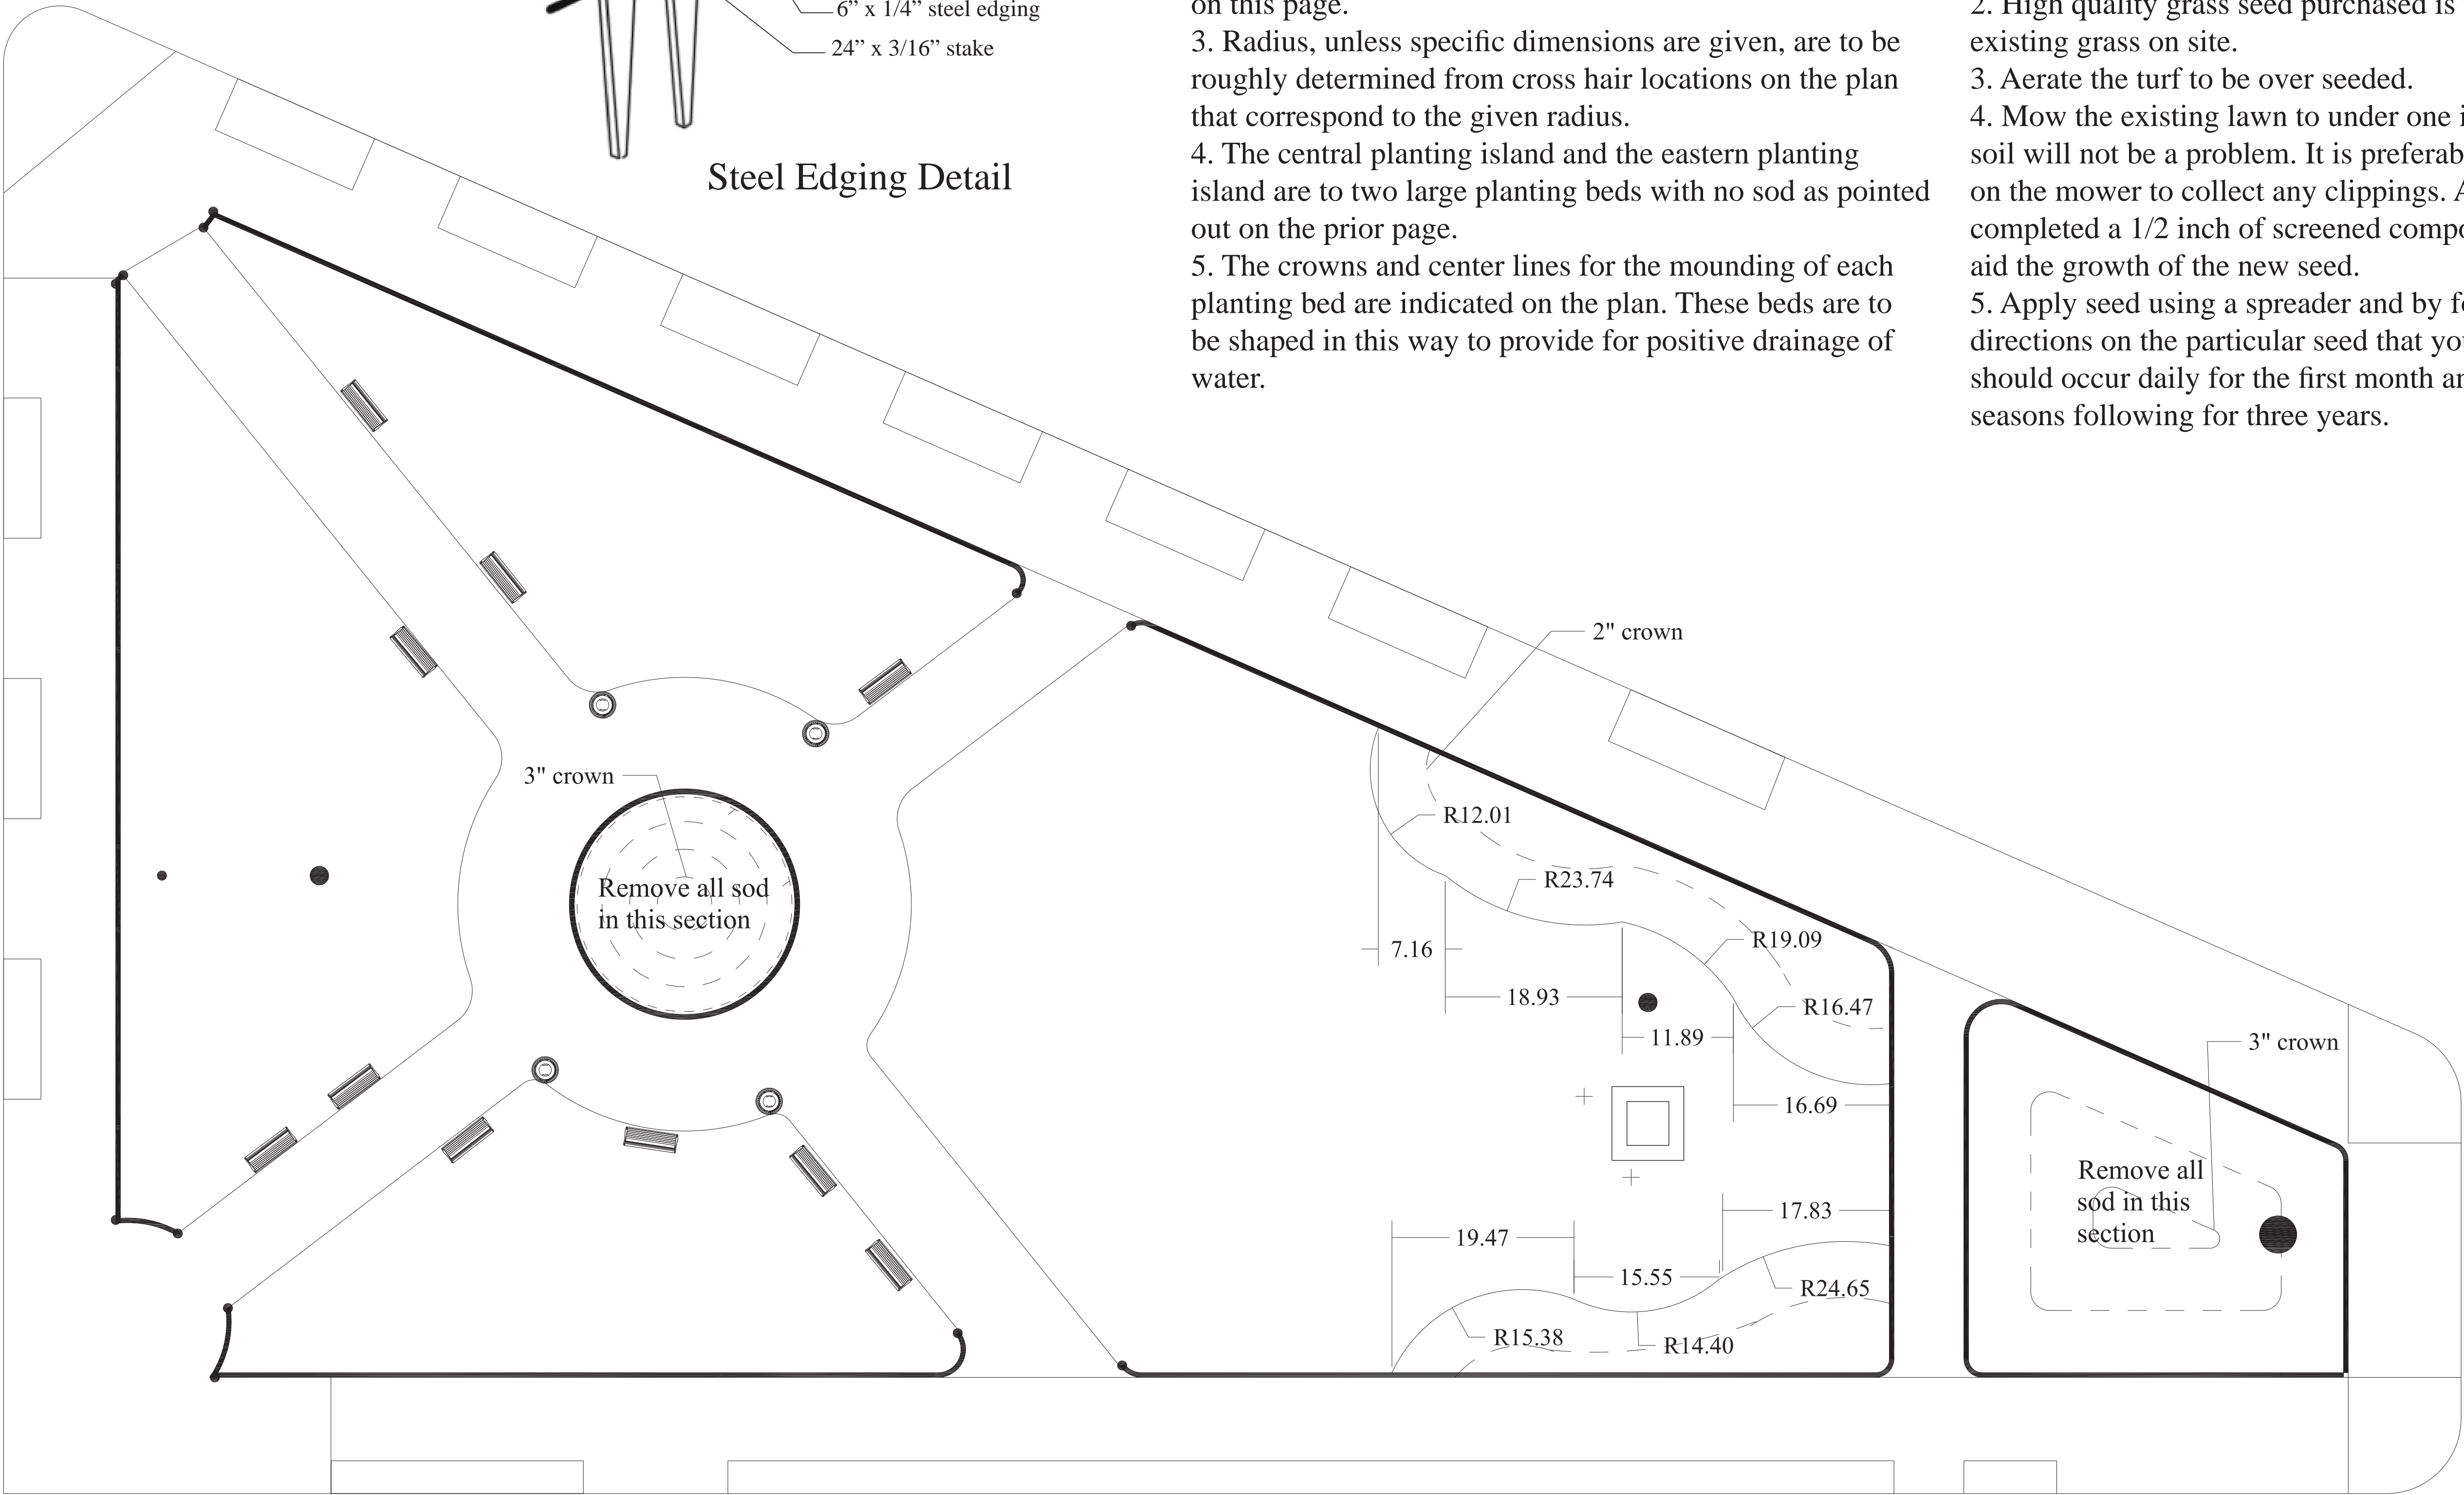 6” x 1/4” steel edging
24” x 3/16” stake
Steel Edging Detail
on this page.
3. Radius, unless specific dimensions are given, are to be
roughly determined from cross hair locations on the plan
that correspond to the given radius.
4. The central planting island and the eastern planting
island are to two large planting beds with no sod as pointed
out on the prior page.
5. The crowns and center lines for the mounding of each
planting bed are indicated on the plan. These beds are to
be shaped in this way to provide for positive drainage of
water.
2. High quality grass seed purchased is
existing grass on site.
3. Aerate the turf to be over seeded.
4. Mow the existing lawn to under one
soil will not be a problem. It is
on the mower to collect any clippings.
completed a 1/2 inch of screened
aid the growth of the new seed.
5. Apply seed using a spreader and by
directions on the particular seed that
should occur daily for the first month
seasons following for three years.
2" crown
3" crown
Remove all sod
in this section
R12.01
R23.74
R19.09
R16.47
7.16
18.93
11.89
16.69
17.83
19.47
15.55
R24.65
R15.38
R14.40
3" crown
Remove all
sod in this
section